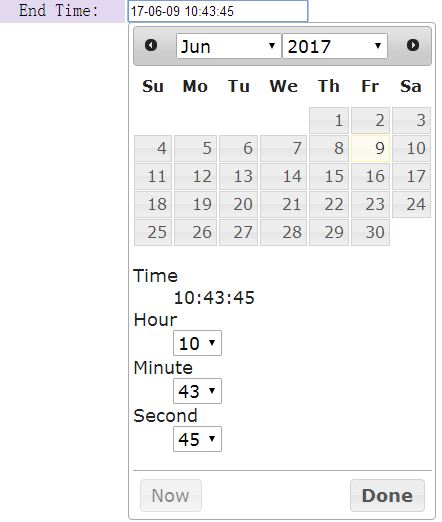 End Time: 17-06-09 10:43:45
Jun 2017
Su Mo Tu We Th Fr Sa
1 2 3
4 5 6 7 8 9 10
11 12 13 14 15 16 17
18 19 20 21 22 23 24
25 26 27 28 29 30
Time
10:43:45
Hour
10
Minute
43
Second
45
Now Done